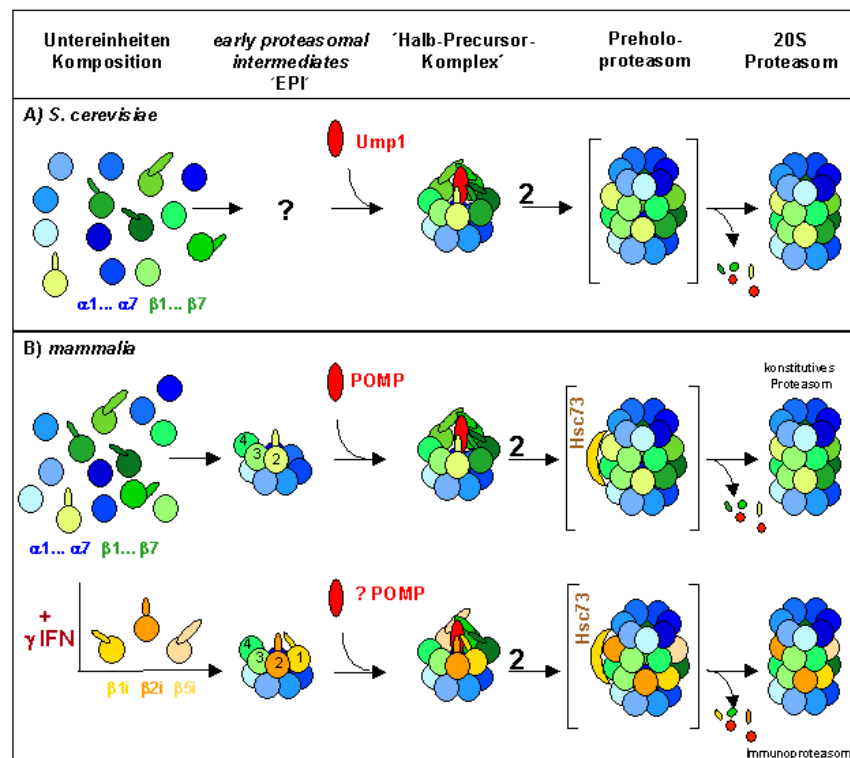 Untereinheiten
Komposition
early proteasomal
intermediates
´EPI´
´Halb-Precursor-
Komplex´
Preholo-
proteasom
20S
Proteasom
A) S. cerevisiae
Ump1
?
2
α1... α7 β1... β7
B) mammalia
konstitutives
Proteasom
POMP
Hsc73
4
3
2
2
α1... α7 β1... β7
? POMP
Hsc73
+
γ IFN
4
3
2
1
2
β1i β2i β5i
Immunoproteasom